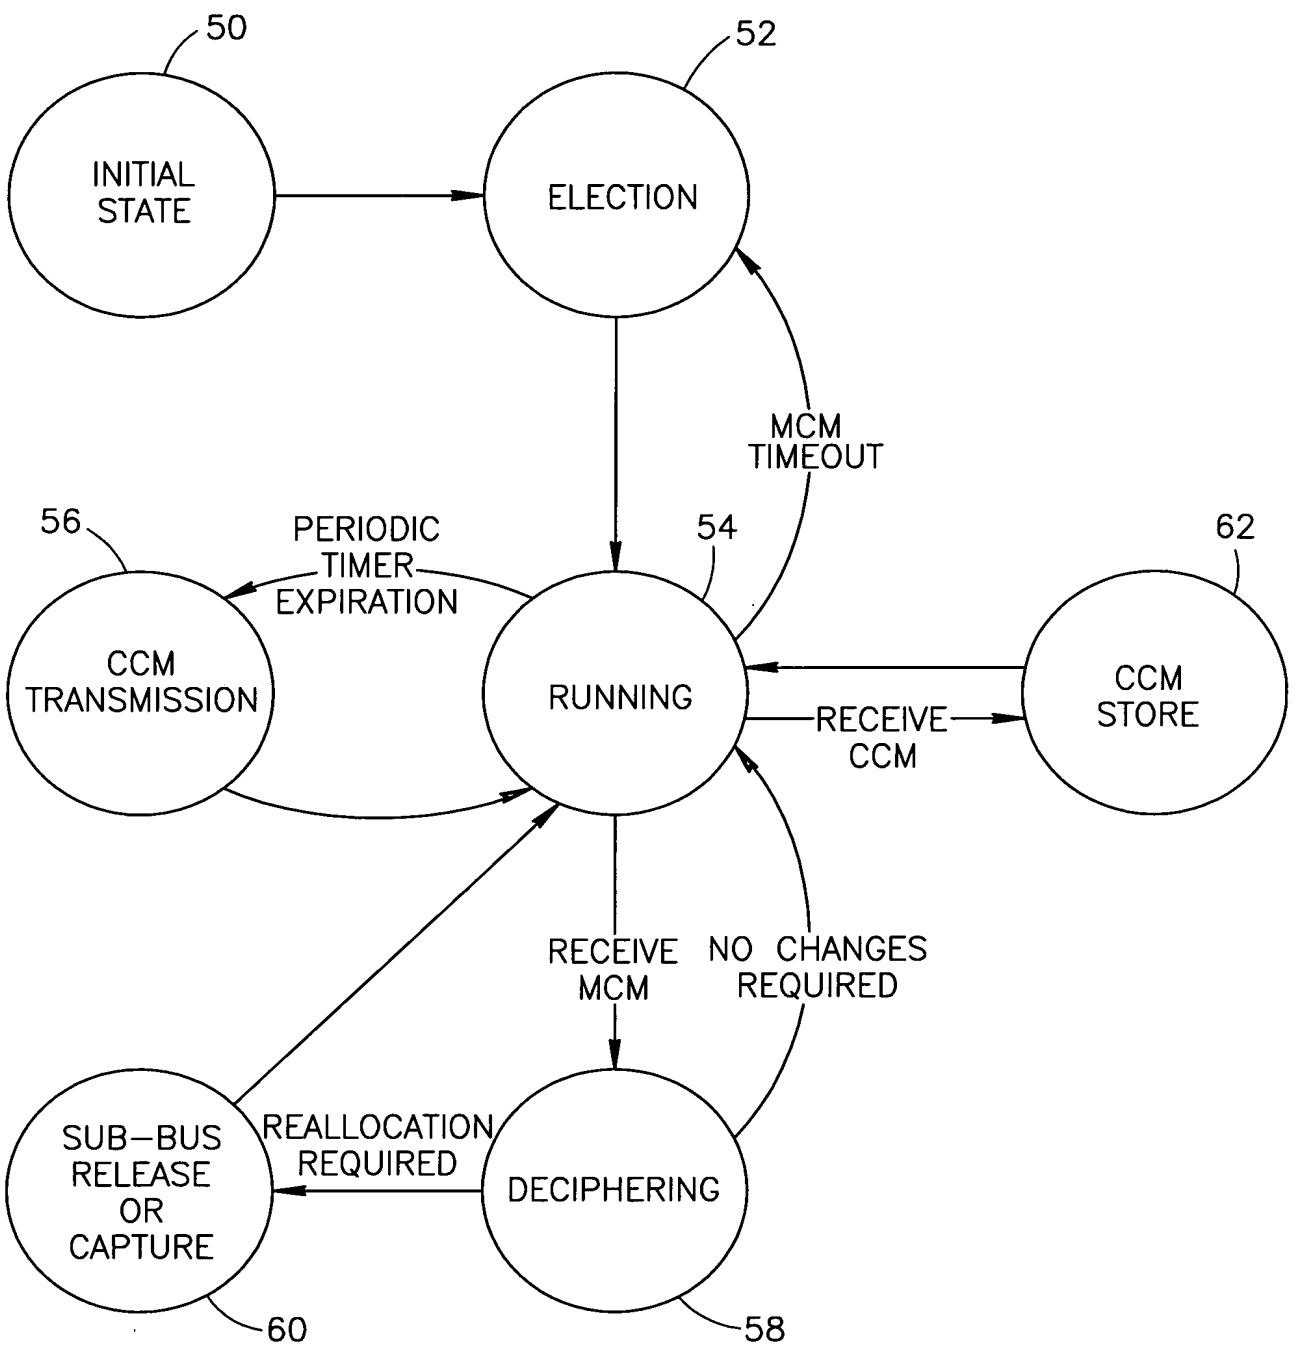 50
52
INITIAL
STATE
ELECTION
MCM
TIMEOUT
56
PERIODIC
TIMER
EXPIRATION
54
62
CCM
TRANSMISSION
RUNNING
CCM
STORE
RECEIVE
CCM
RECEIVE
MCM
NO CHANGES
REQUIRED
SUB-BUS
RELEASE
OR
CAPTURE
REALLOCATION
REQUIRED
DECIPHERING
60
58